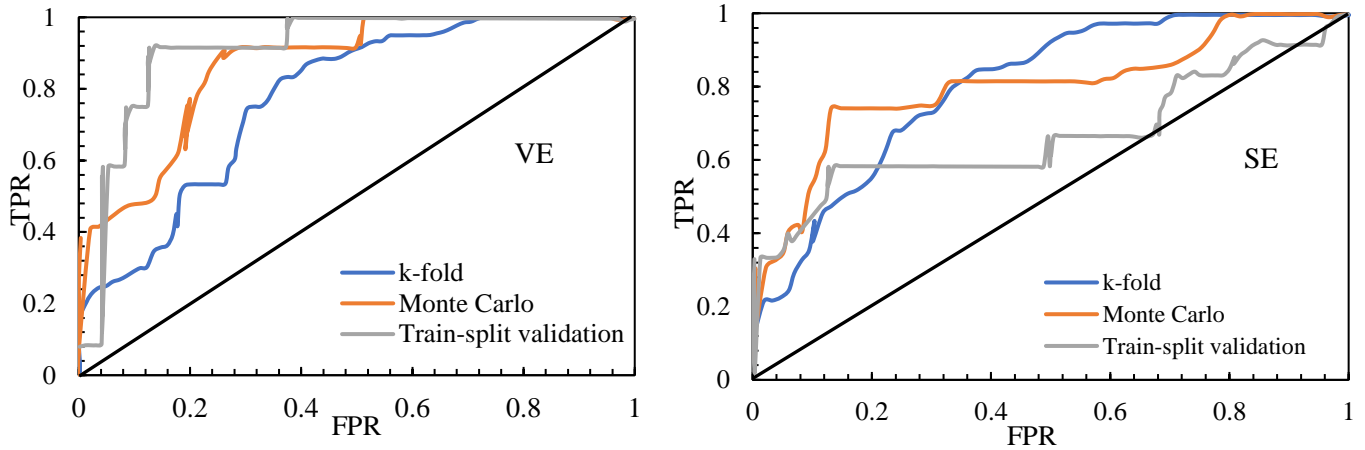 1
0.8
0.6
0.4
0.2
0
TPR
VE
k-fold
Monte Carlo
Train-split validation
0 0.2 0.4 0.6 0.8 1
FPR
1
0.8
0.6
0.4
0.2
0
TPR
SE
k-fold
Monte Carlo
Train-split validation
0 0.2 0.4 0.6 0.8 1
FPR